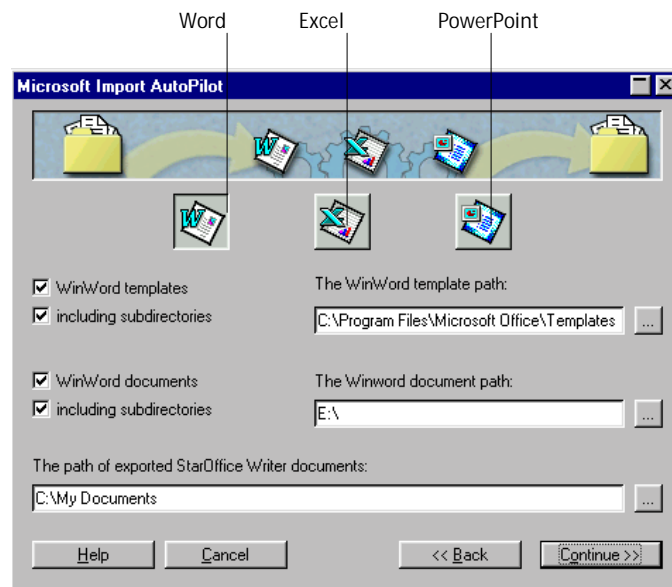 Word Excel PowerPoint
Microsoft Import AutoPilot
WinWord templates
The WinWord template path:
including subdirectories
C:\Program Files\Microsoft Office\Templates ...
WinWord documents
The Winword document path:
including subdirectories
E:\ ...
The path of exported StarOffice Writer documents:
C:\My Documents ...
Help Cancel << Back Continue >>